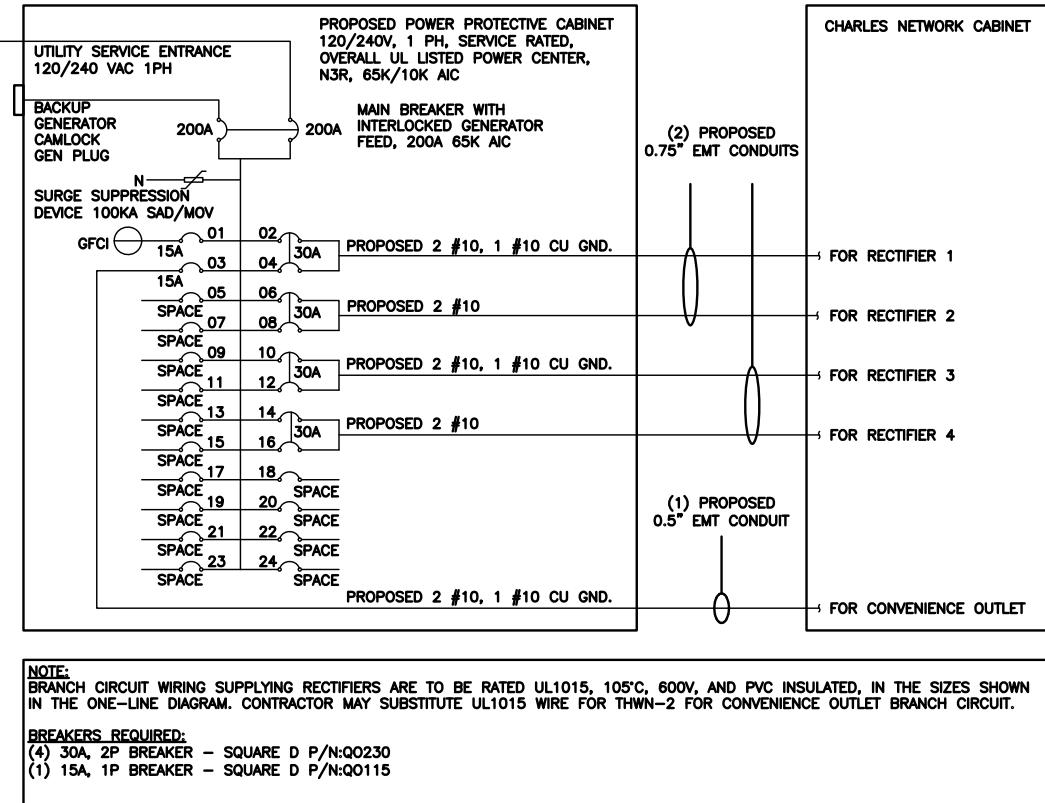 PROPOSED POWER PROTECTIVE CABINET
120/240V, 1 PH, SERVICE RATED,
OVERALL UL LISTED POWER CENTER,
N3R, 65K/10K AIC
CHARLES NETWORK CABINET
UTILITY SERVICE ENTRANCE
120/240 VAC 1PH
BACKUP
GENERATOR
CAMLOCK
GEN PLUG
200A
200A
MAIN BREAKER WITH
INTERLOCKED GENERATOR
FEED, 200A 65K AIC
(2) PROPOSED
0.75" EMT CONDUITS
N
SURGE SUPPRESSION
DEVICE 100KA SAD/MOV
GFCI
15A
01
02
30A
PROPOSED 2 #10, 1 #10 CU GND.
FOR RECTIFIER 1
03
04
15A
05
06
30A
PROPOSED 2 #10
FOR RECTIFIER 2
SPACE
07
08
SPACE
09
10
30A
PROPOSED 2 #10, 1 #10 CU GND.
FOR RECTIFIER 3
SPACE
11
12
SPACE
13
14
30A
PROPOSED 2 #10
FOR RECTIFIER 4
SPACE
15
16
SPACE
17
18
SPACE
SPACE
19
20
SPACE
SPACE
21
22
SPACE
SPACE
23
24
SPACE
SPACE
(1) PROPOSED
0.5" EMT CONDUIT
PROPOSED 2 #10, 1 #10 CU GND.
FOR CONVENIENCE OUTLET
NOTE:
BRANCH CIRCUIT WIRING SUPPLYING RECTIFIERS ARE TO BE RATED UL1015, 105°C, 600V, AND PVC INSULATED, IN THE SIZES SHOWN
IN THE ONE-LINE DIAGRAM. CONTRACTOR MAY SUBSTITUTE UL1015 WIRE FOR THWN-2 FOR CONVENIENCE OUTLET BRANCH CIRCUIT.
BREAKERS REQUIRED:
(4) 30A, 2P BREAKER - SQUARE D P/N:QO230
(1) 15A, 1P BREAKER - SQUARE D P/N:QO115